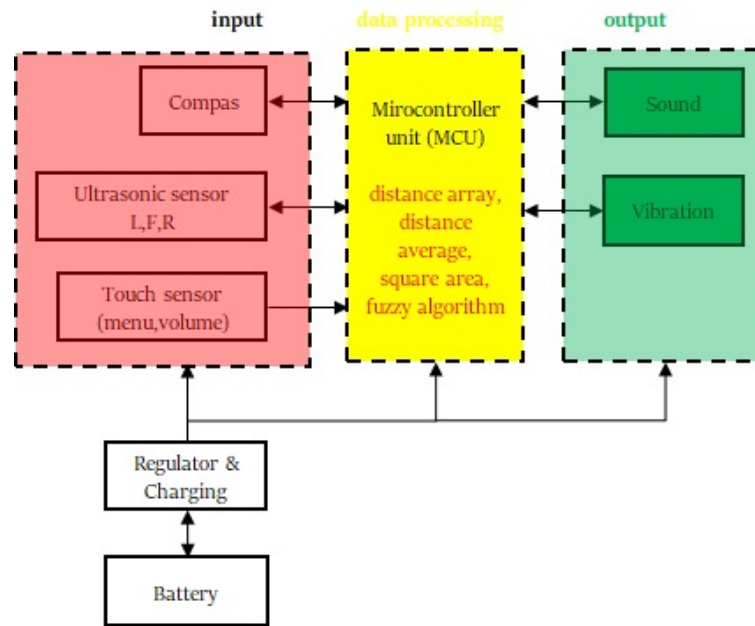 input
data processing
output
Compas
Ultrasonic sensor
L,F,R
Touch sensor
(menu,volume)
Mirocontroller
unit (MCU)
distance array,
distance
average,
square area,
fuzzy algorithm
Sound
Vibration
Regulator &
Charging
Battery